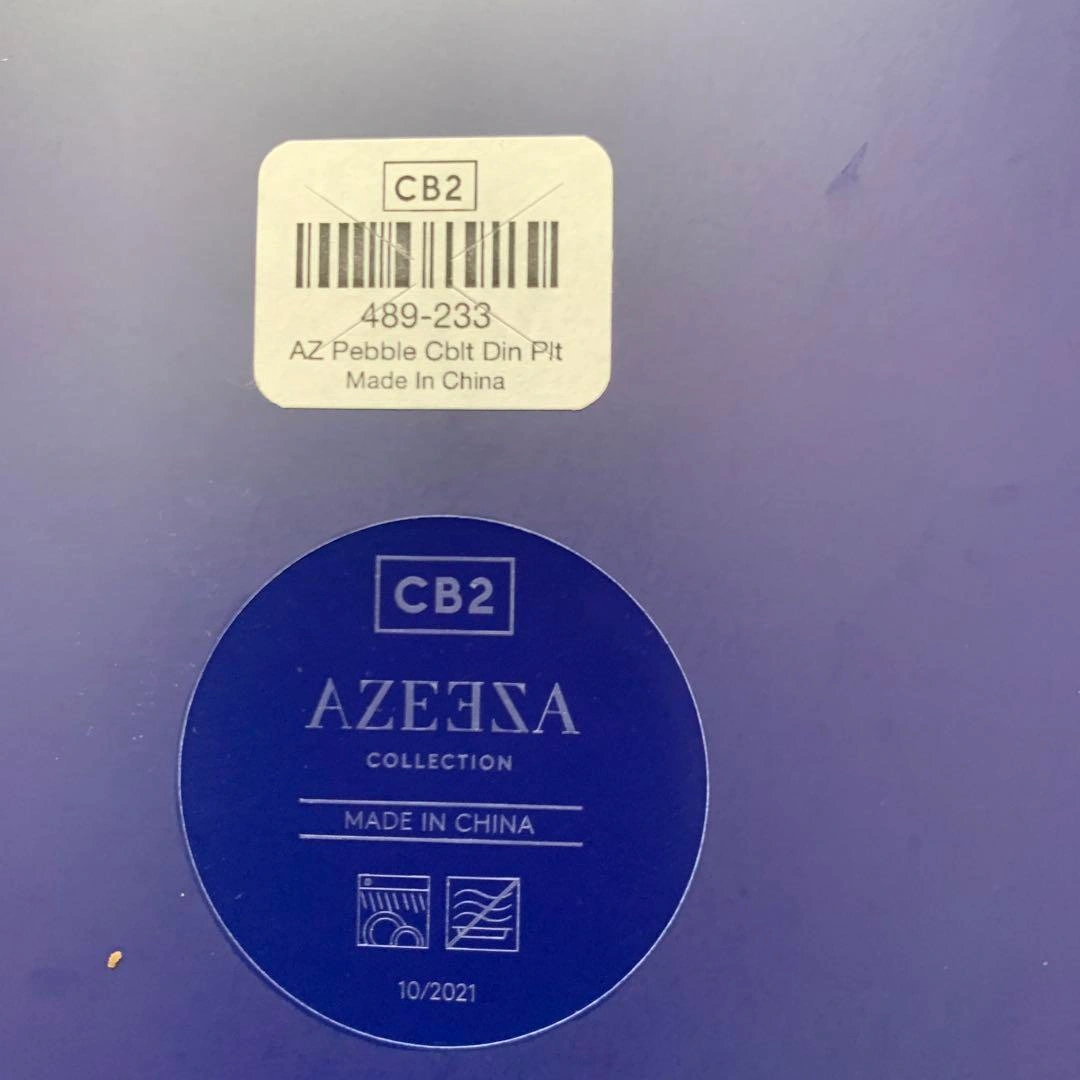 CB2
489-233
AZ Pebble Cblt Din Plt
Made In China
CB2
AZEEZA
COLLECTION
MADE IN CHINA
10/2021